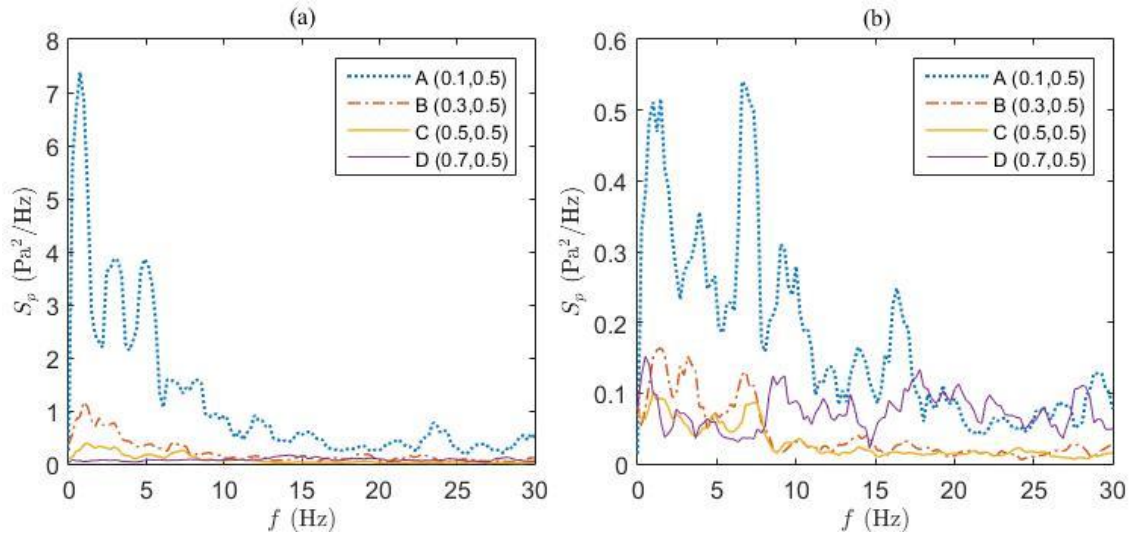 (a)
8
7
6
5
4
3
2
1
0
S_p (Pa²/Hz)
A (0.1,0.5)
B (0.3,0.5)
C (0.5,0.5)
D (0.7,0.5)
0 5 10 15 20 25 30
f (Hz)
(b)
0.6
0.5
0.4
0.3
0.2
0.1
0
S_p (Pa²/Hz)
A (0.1,0.5)
B (0.3,0.5)
C (0.5,0.5)
D (0.7,0.5)
0 5 10 15 20 25 30
f (Hz)